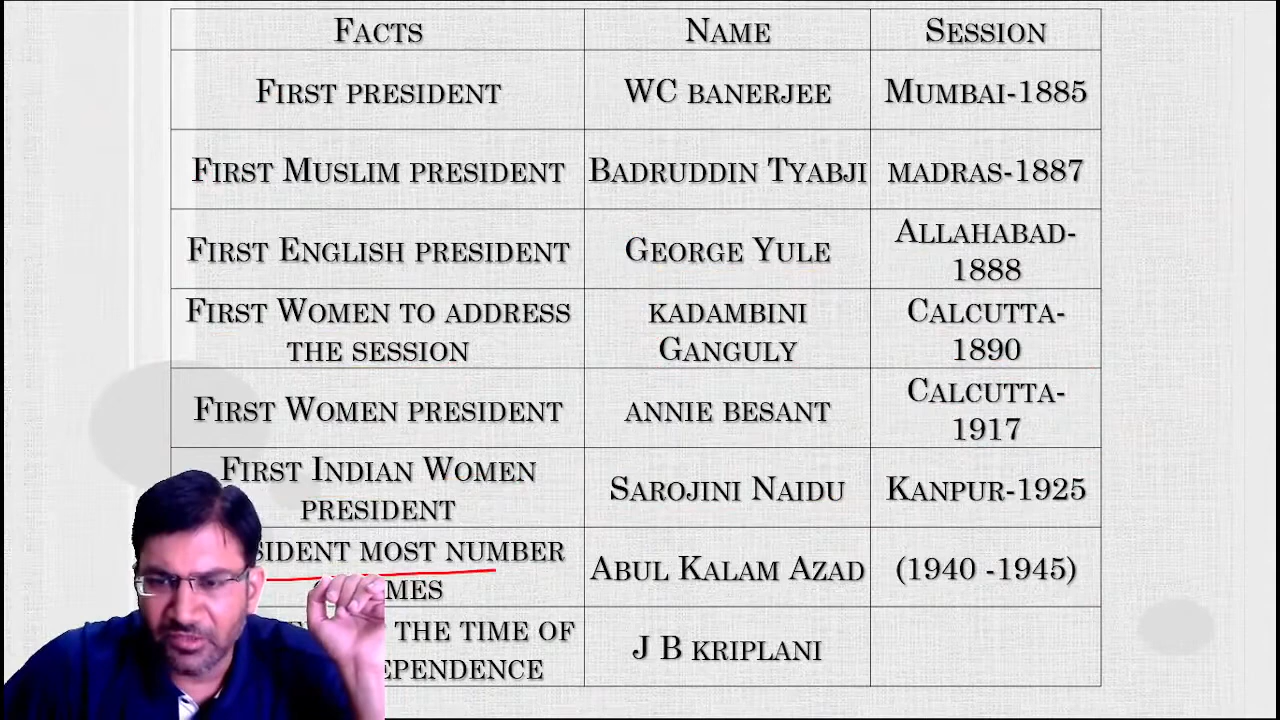 Facts Name Session
First president WC banerjee Mumbai-1885
First Muslim president Badruddin Tyabji madras-1887
First English president George Yule Allahabad-
1888
First Women to address kadambini Calcutta-
the session Ganguly 1890
First Women president annie besant Calcutta-
1917
First Indian Women
president Sarojini Naidu Kanpur-1925
most number
Abul Kalam Azad (1940 -1945)
the time of
J B kriplani